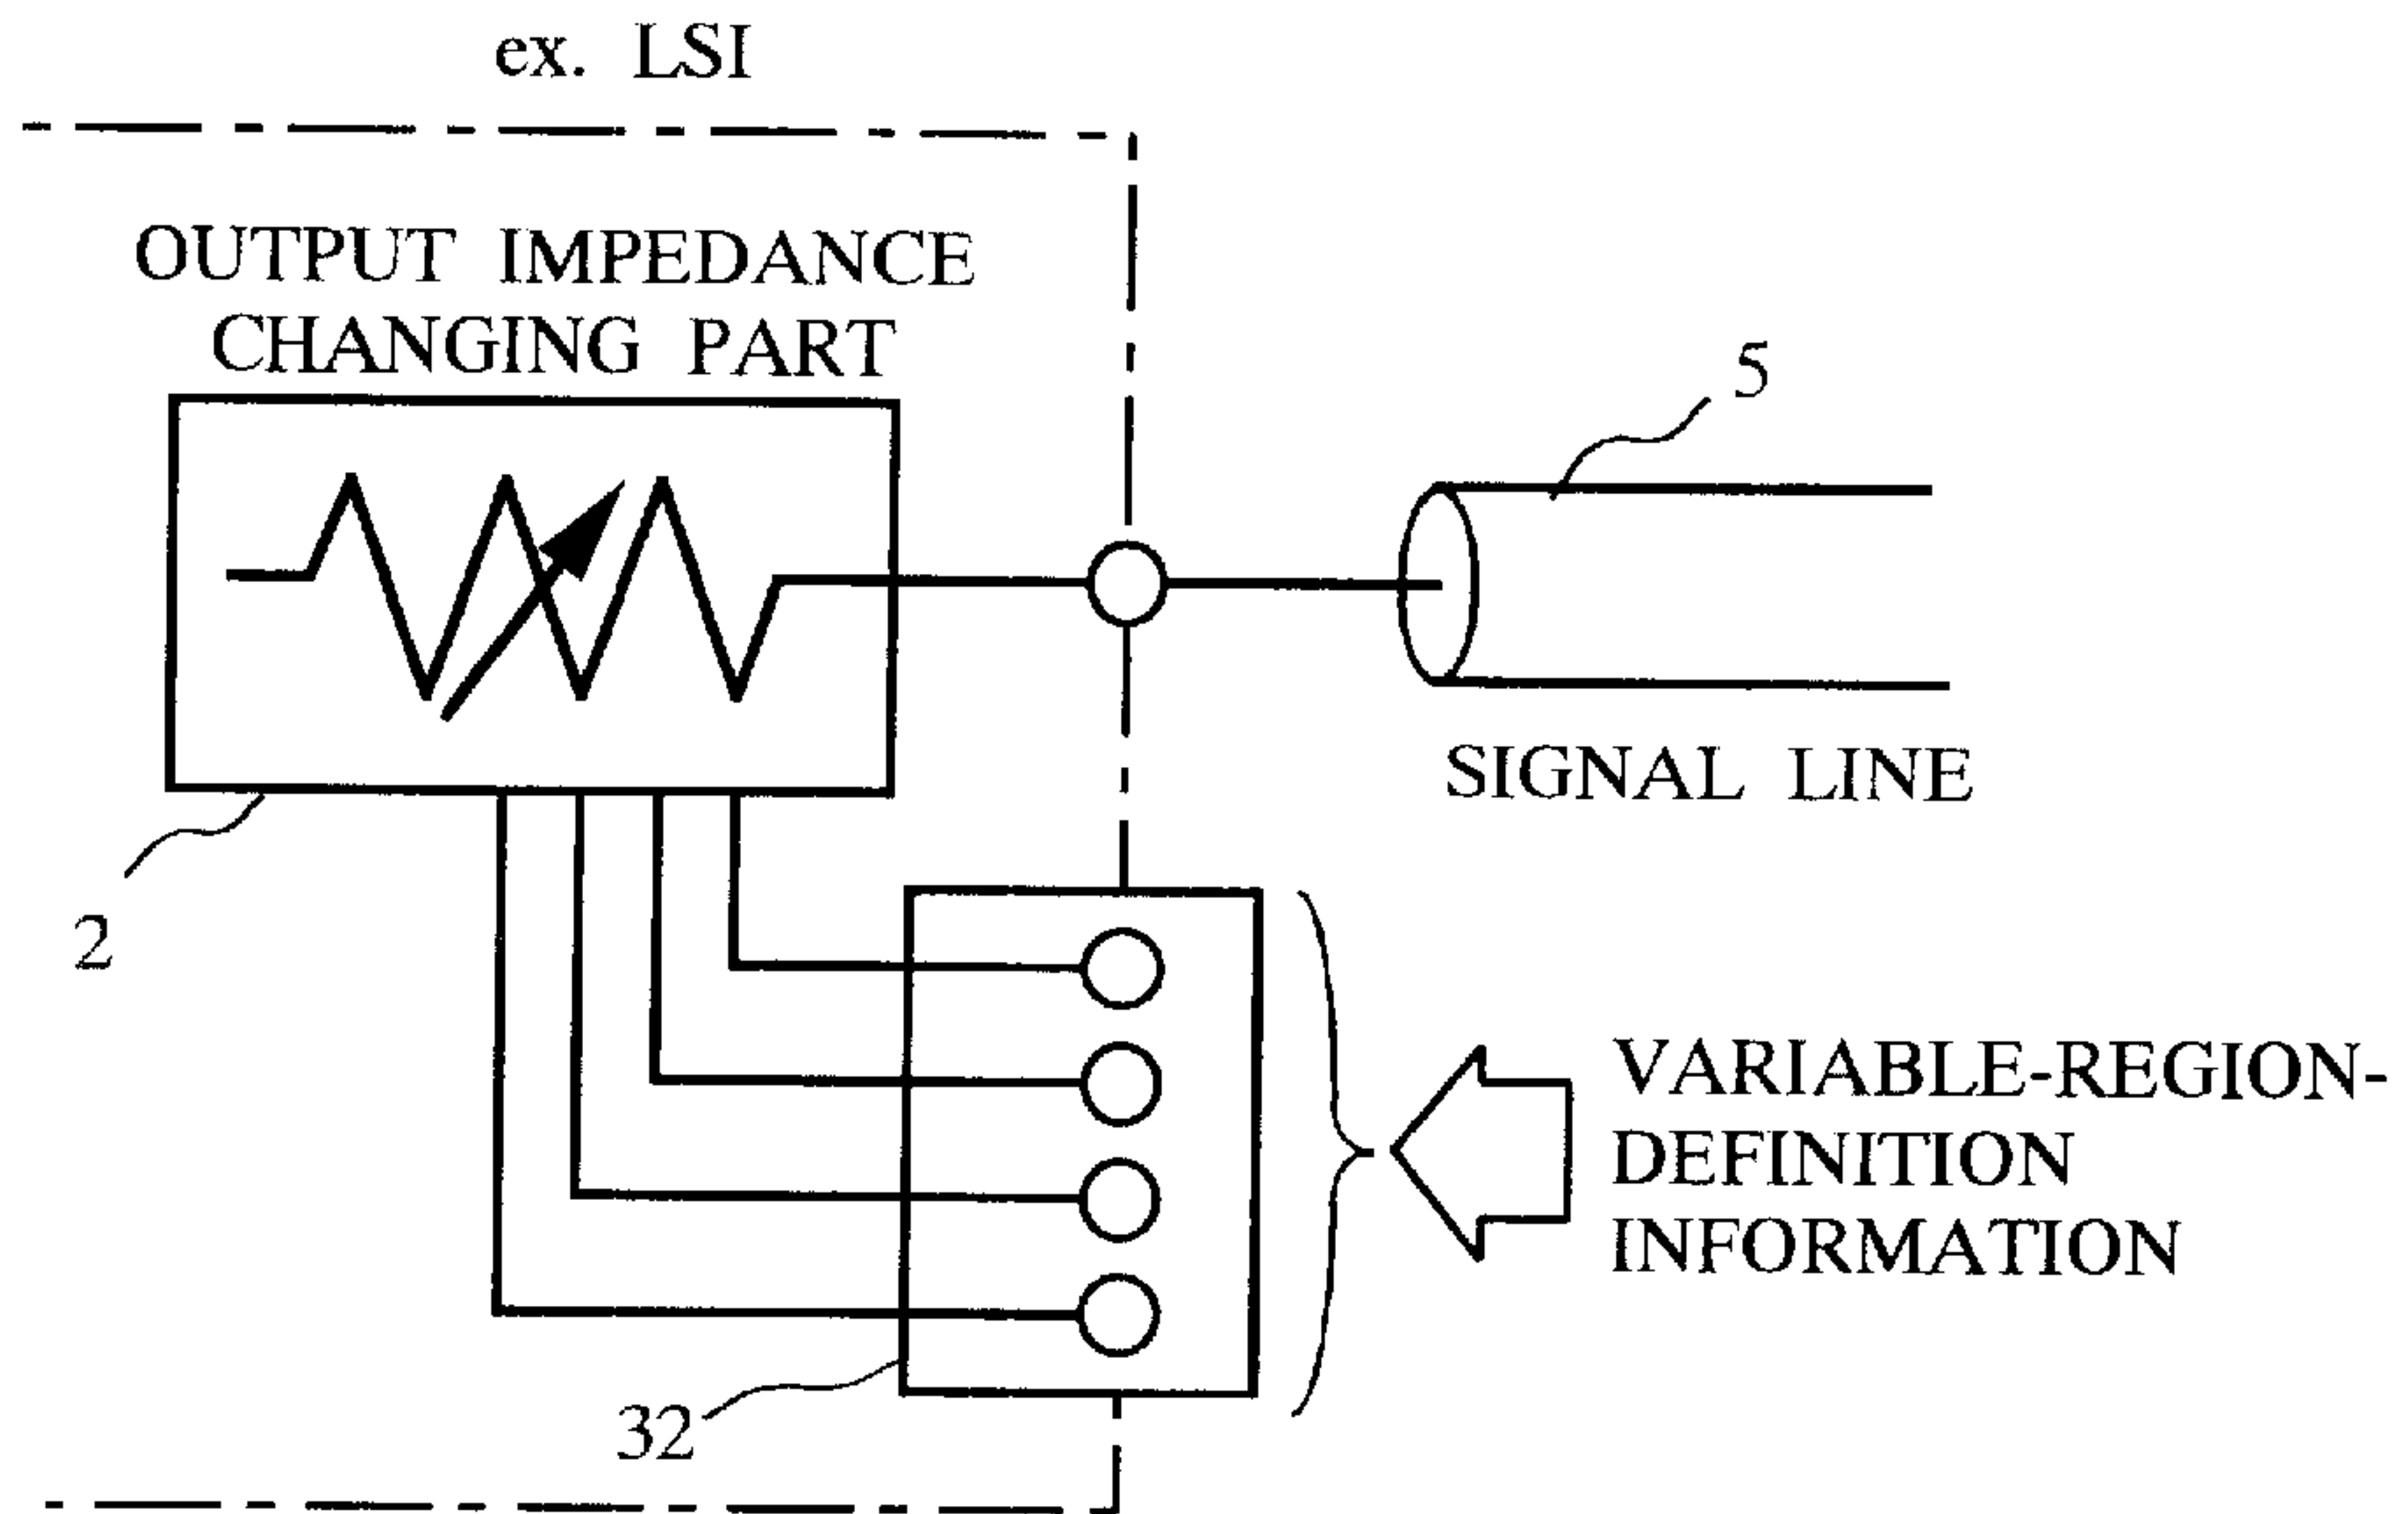 ex. LSI
OUTPUT IMPEDANCE
CHANGING PART
5
SIGNAL LINE
2
VARIABLE-REGION-
DEFINITION
INFORMATION
32